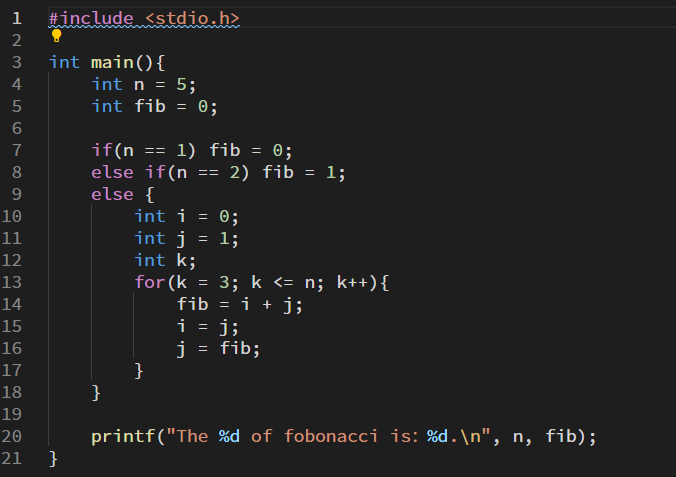 1 #include <stdio.h>
2
3 int main(){
4     int n = 5;
5     int fib = 0;
6
7     if(n == 1) fib = 0;
8     else if(n == 2) fib = 1;
9     else {
10         int i = 0;
11         int j = 1;
12         int k;
13         for(k = 3; k <= n; k++){
14             fib = i + j;
15             i = j;
16             j = fib;
17         }
18     }
19
20     printf("The %d of fobonacci is: %d.\n", n, fib);
21 }